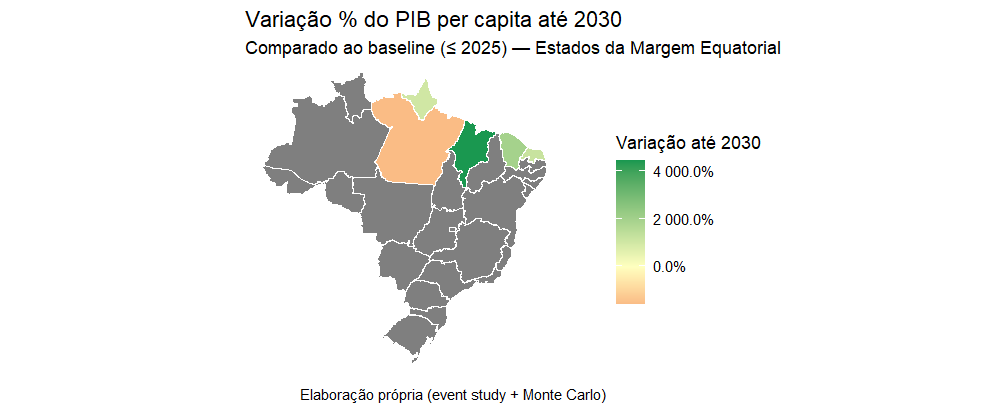 Variação % do PIB per capita até 2030
Comparado ao baseline (≤ 2025) — Estados da Margem Equatorial
Variação até 2030
4 000.0%
2 000.0%
0.0%
Elaboração própria (event study + Monte Carlo)